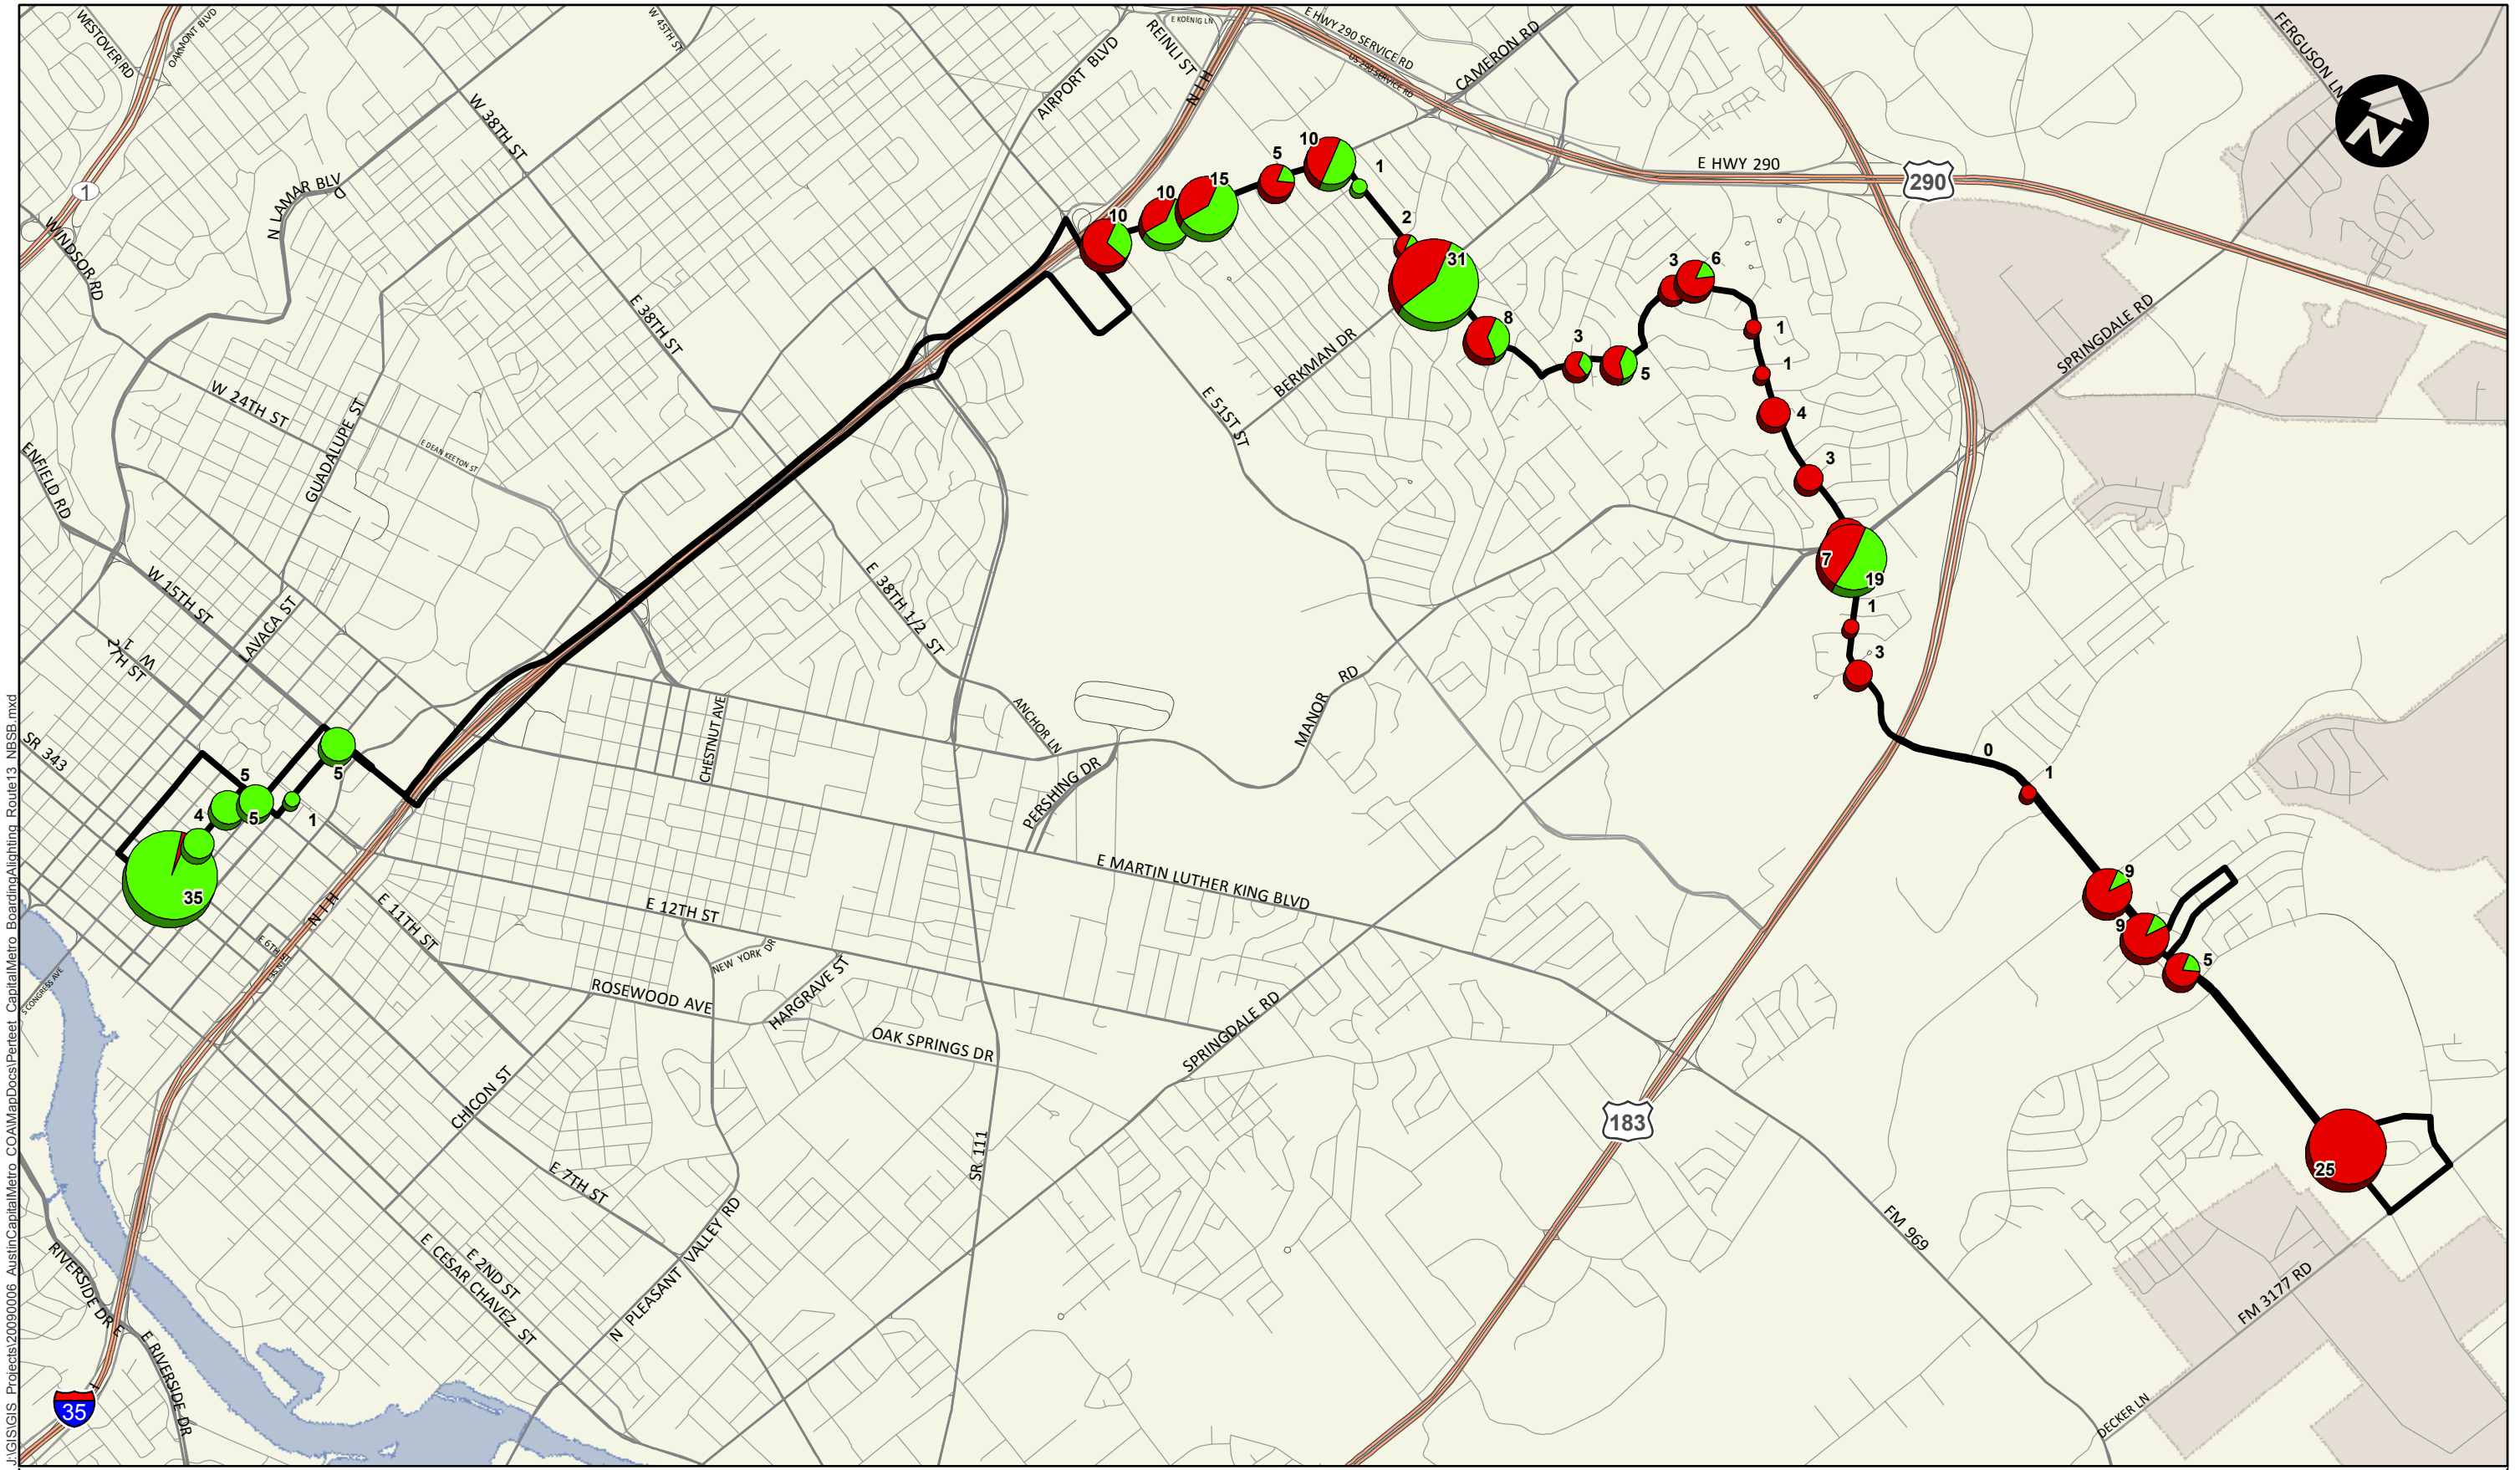 WESTOVER RD
OAKMONT BLVD
W 45TH ST
W 38TH ST
AIRPORT BLVD
REINLI ST
E KOENIG LN
N IH
E HWY 290 SERVICE RD
US 290 SERVICE RD
CAMERON RD
FERGUSON LN
N
E HWY 290
290
1
N LAMAR BLVD
WINDSOR RD
10
10
15
5
10
1
2
31
8
3
5
3
6
1
1
4
3
7
19
1
3
0
1
9
9
5
25
E 38TH ST
BERKMAN DR
E 51ST ST
SPRINGDALE RD
W 24TH ST
GUADALUPE ST
E DEAN KEETON ST
ENFIELD RD
W 15TH ST
LAVACA ST
W 12TH ST
E 38TH 1/2 ST
ANCHOR LN
MANOR RD
CHESTNUT AVE
PERSHING DR
SR 343
5
5
4
5
1
35
E MARTIN LUTHER KING BLVD
E 12TH ST
E 11TH ST
N IH
E 6TH
S CONGRESS AVE
NEW YORK DR
HARGRAVE ST
ROSEWOOD AVE
OAK SPRINGS DR
SPRINGDALE RD
CHICON ST
SR 111
183
E 7TH ST
N PLEASANT VALLEY RD
E 2ND ST
E CESAR CHAVEZ ST
RIVERSIDE DR E
E RIVERSIDE DR
35
FM 969
FM 3177 RD
DECKER LN
J:\GIS\GIS_Projects\20090006_AustinCapitalMetro_COA\MapDocs\Perteet_CapitalMetro_BoardingAlighting_Route13_NBSB.mxd